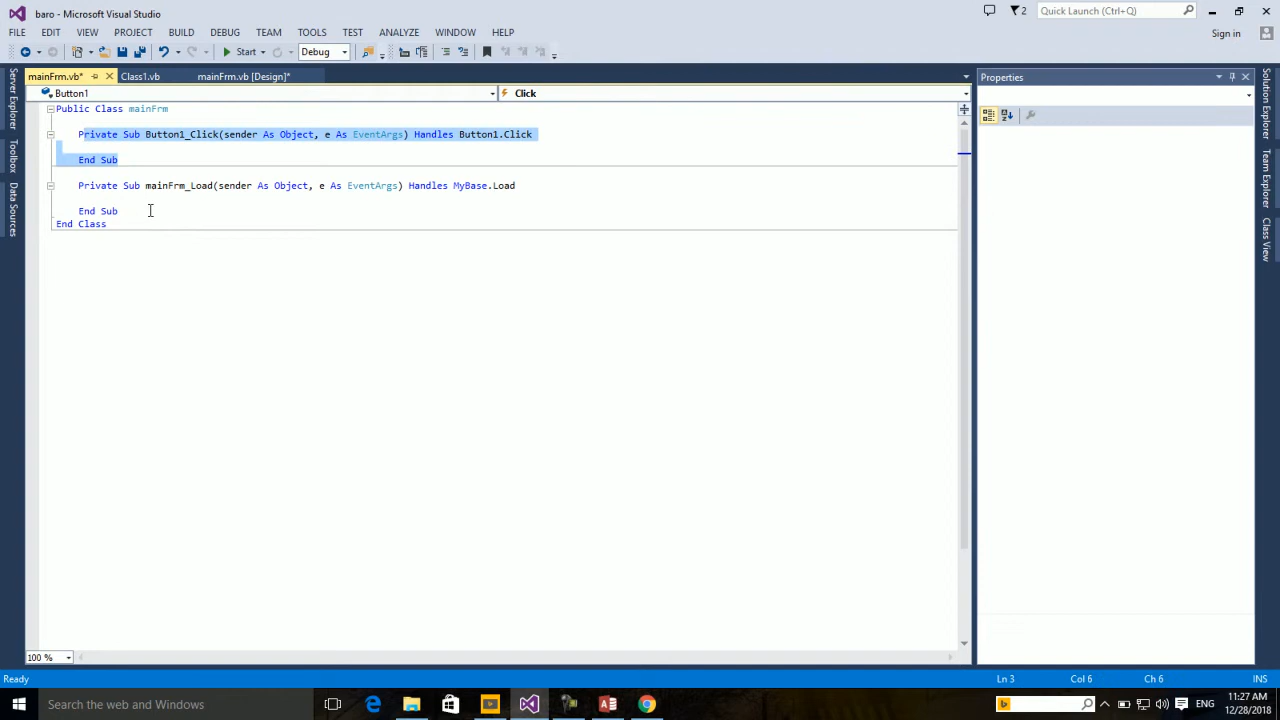 baro - Microsoft Visual Studio
2
Quick Launch (Ctrl+Q)
FILE EDIT VIEW PROJECT BUILD DEBUG TEAM TOOLS TEST ANALYZE WINDOW HELP
Sign in
Start Debug
mainFrm.vb* Class1.vb mainFrm.vb [Design]*
Button1 Click
Public Class mainFrm
Private Sub Button1_Click(sender As Object, e As EventArgs) Handles Button1.Click
End Sub
Private Sub mainFrm_Load(sender As Object, e As EventArgs) Handles MyBase.Load
End Sub
End Class
Server Explorer
Toolbox
Data Sources
Properties
Solution Explorer
Team Explorer
Class View
100 %
Ready Ln 3 Col 6 Ch 6 INS
Search the web and Windows
ENG
11:27 AM
12/28/2018